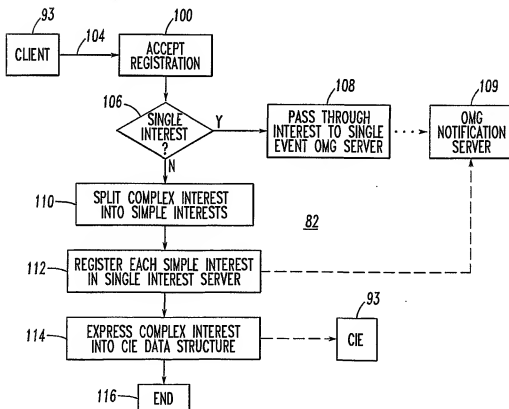 93
CLIENT
104
100
ACCEPT
REGISTRATION
106
SINGLE
INTEREST
?
Y
N
108
PASS THROUGH
INTEREST TO SINGLE
EVENT OMG SERVER
109
OMG
NOTIFICATION
SERVER
110
SPLIT COMPLEX INTEREST
INTO SIMPLE INTERESTS
82
112
REGISTER EACH SIMPLE INTEREST
IN SINGLE INTEREST SERVER
114
EXPRESS COMPLEX INTEREST
INTO CIE DATA STRUCTURE
93
CIE
116
END